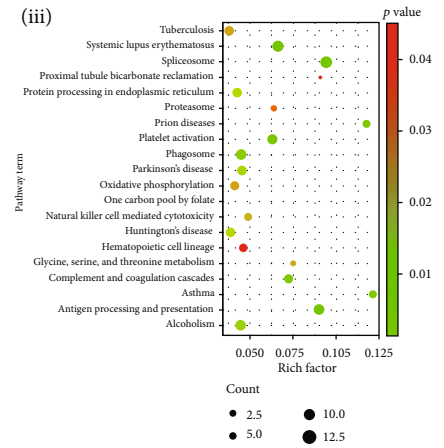 (iii)
p value
Tuberculosis
Systemic lupus erythematosus
Spliceosome
Proximal tubule bicarbonate reclamation
Protein processing in endoplasmic reticulum
Proteasome
Prion diseases
Platelet activation
Phagosome
Parkinson's disease
Oxidative phosphorylation
One carbon pool by folate
Natural killer cell mediated cytotoxicity
Huntington's disease
Hematopoietic cell lineage
Glycine, serine, and threonine metabolism
Complement and coagulation cascades
Asthma
Antigen processing and presentation
Alcoholism
Pathway term
0.04
0.03
0.02
0.01
0.050 0.075 0.105 0.125
Rich factor
Count
2.5 10.0
5.0 12.5